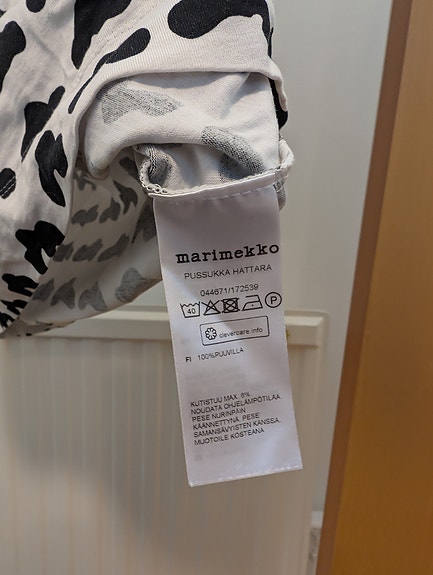 marimekko
PUSSUKKA HATTARA
044671/172539
40 P
clevercare.info
FI 100%PUUVILLA
KUTISTUU MAX. 6%
NOUDATA OHJELÄMPÖTILAA,
PESE NURINPÄIN
KÄÄNNETTYNÄ, PESE
SAMANSÄVYISTEN KANSSA,
MUOTOILE KOSTEANA